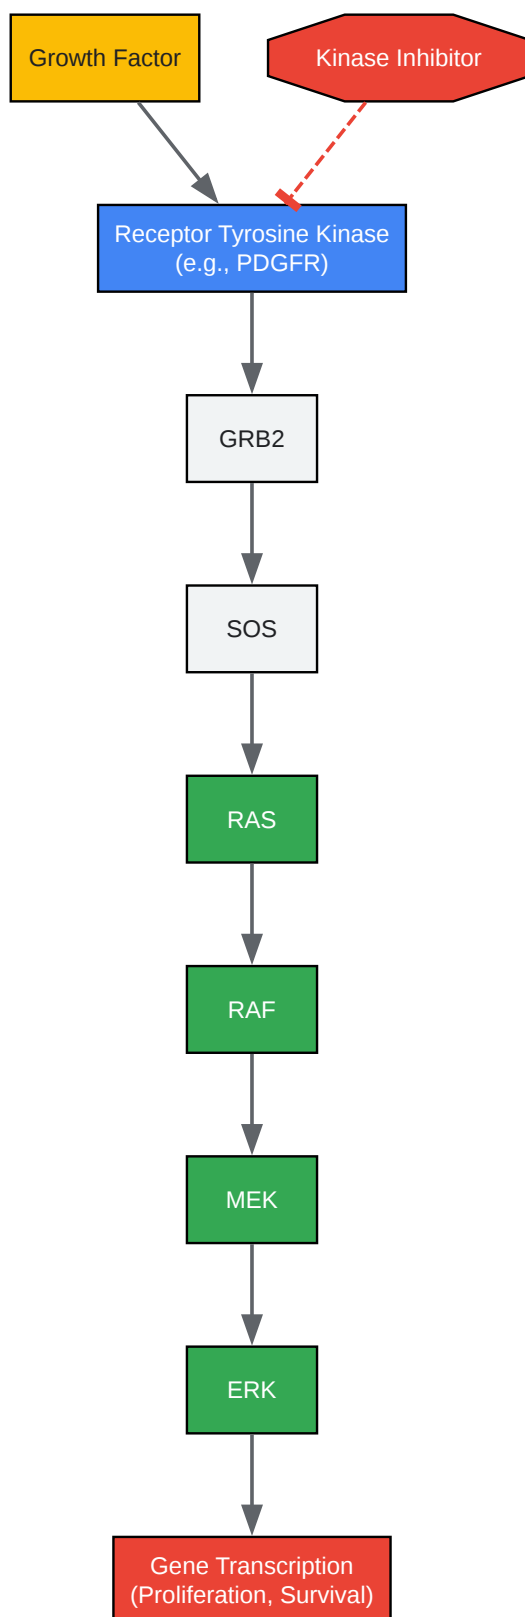 Growth Factor
Kinase Inhibitor
Receptor Tyrosine Kinase
(e.g., PDGFR)
GRB2
SOS
RAS
RAF
MEK
ERK
Gene Transcription
(Proliferation, Survival)